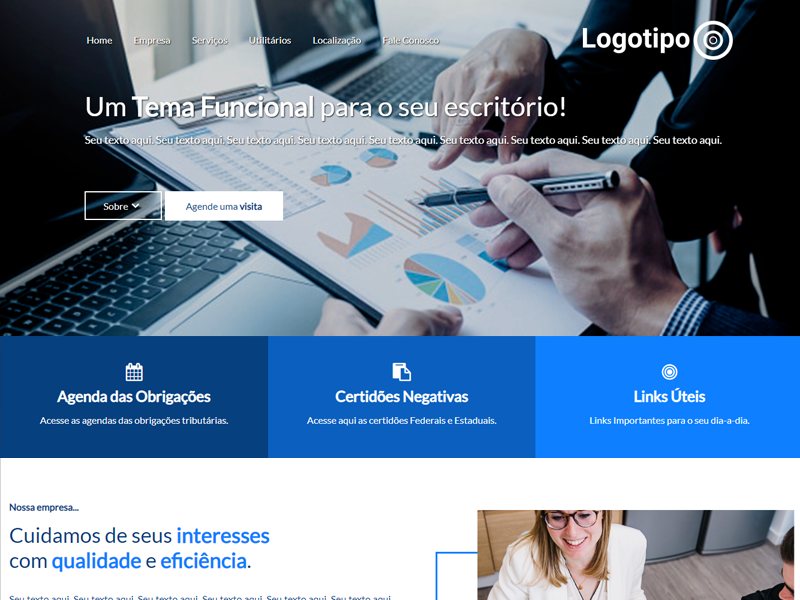 Home Empresa Serviços Utilitários Localização Fale Conosco
Logotipo
Um Tema Funcional para o seu escritório!
Seu texto aqui. Seu texto aqui. Seu texto aqui. Seu texto aqui. Seu texto aqui. Seu texto aqui. Seu texto aqui. Seu texto aqui. Seu texto aqui.
Sobre
Agende uma visita
Agenda das Obrigações
Acesse as agendas das obrigações tributárias.
Certidões Negativas
Acesse aqui as certidões Federais e Estaduais.
Links Úteis
Links Importantes para o seu dia-a-dia.
Nossa empresa...
Cuidamos de seus interesses
com qualidade e eficiência.
Seu texto aqui. Seu texto aqui. Seu texto aqui. Seu texto aqui. Seu texto aqui. Seu texto aqui.